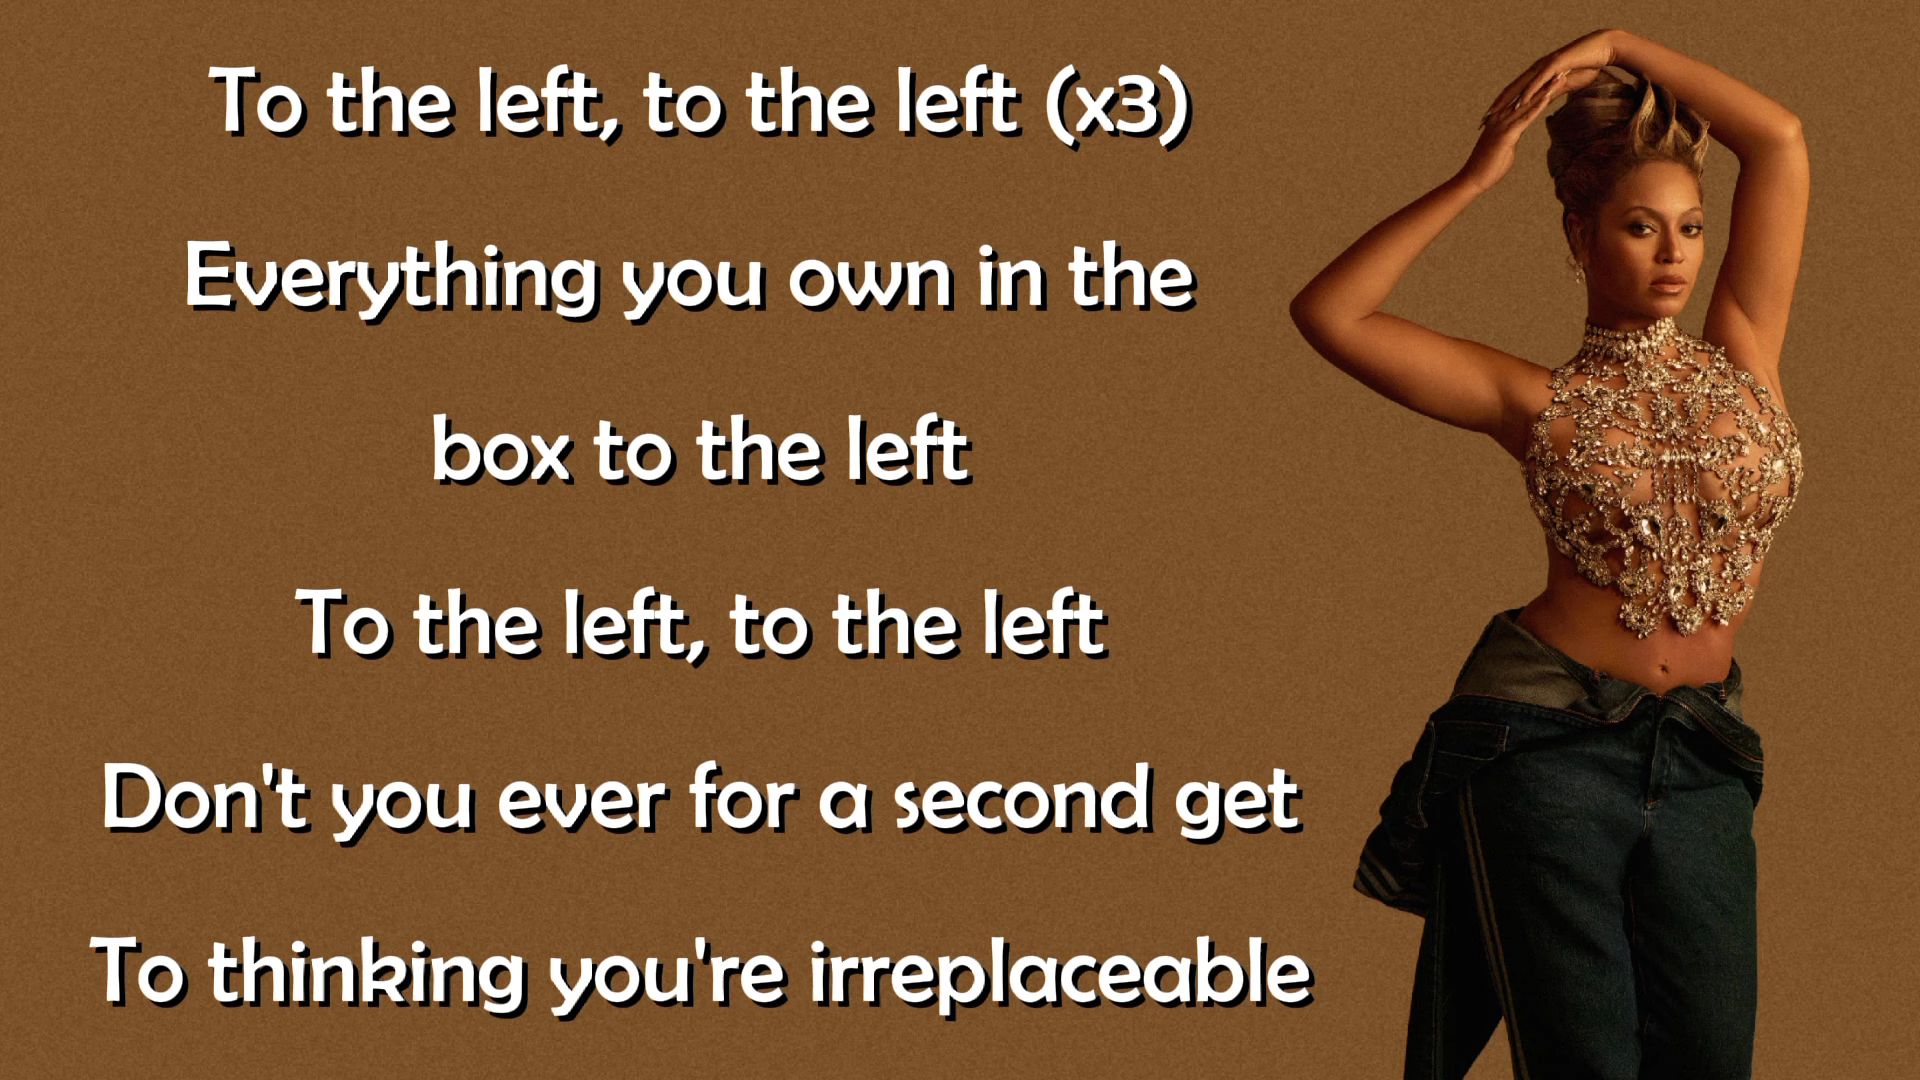 To the left, to the left (x3)
Everything you own in the
box to the left
To the left, to the left
Don't you ever for a second get
To thinking you're irreplaceable